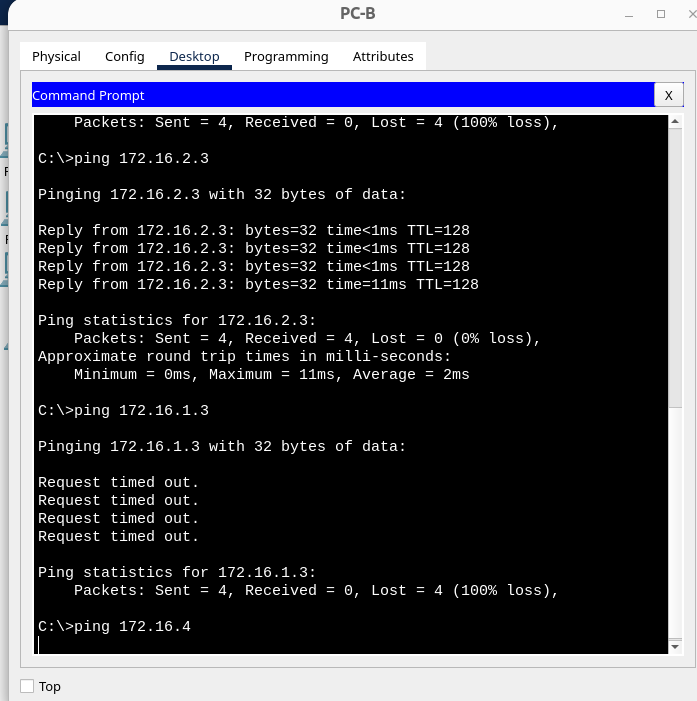 PC-B
Physical Config Desktop Programming Attributes
Command Prompt X
    Packets: Sent = 4, Received = 0, Lost = 4 (100% loss),
C:\>ping 172.16.2.3
Pinging 172.16.2.3 with 32 bytes of data:
Reply from 172.16.2.3: bytes=32 time<1ms TTL=128
Reply from 172.16.2.3: bytes=32 time<1ms TTL=128
Reply from 172.16.2.3: bytes=32 time<1ms TTL=128
Reply from 172.16.2.3: bytes=32 time=11ms TTL=128
Ping statistics for 172.16.2.3:
    Packets: Sent = 4, Received = 4, Lost = 0 (0% loss),
Approximate round trip times in milli-seconds:
    Minimum = 0ms, Maximum = 11ms, Average = 2ms
C:\>ping 172.16.1.3
Pinging 172.16.1.3 with 32 bytes of data:
Request timed out.
Request timed out.
Request timed out.
Request timed out.
Ping statistics for 172.16.1.3:
    Packets: Sent = 4, Received = 0, Lost = 4 (100% loss),
C:\>ping 172.16.4
Top